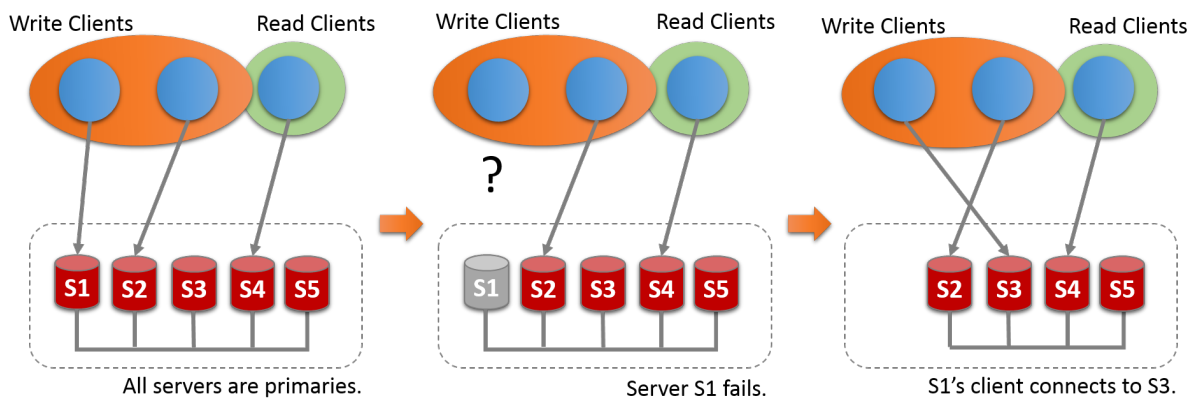 Write Clients Read Clients
?
S1 S2 S3 S4 S5
All servers are primaries.
Write Clients Read Clients
S1 S2 S3 S4 S5
Server S1 fails.
Write Clients Read Clients
S2 S3 S4 S5
S1's client connects to S3.